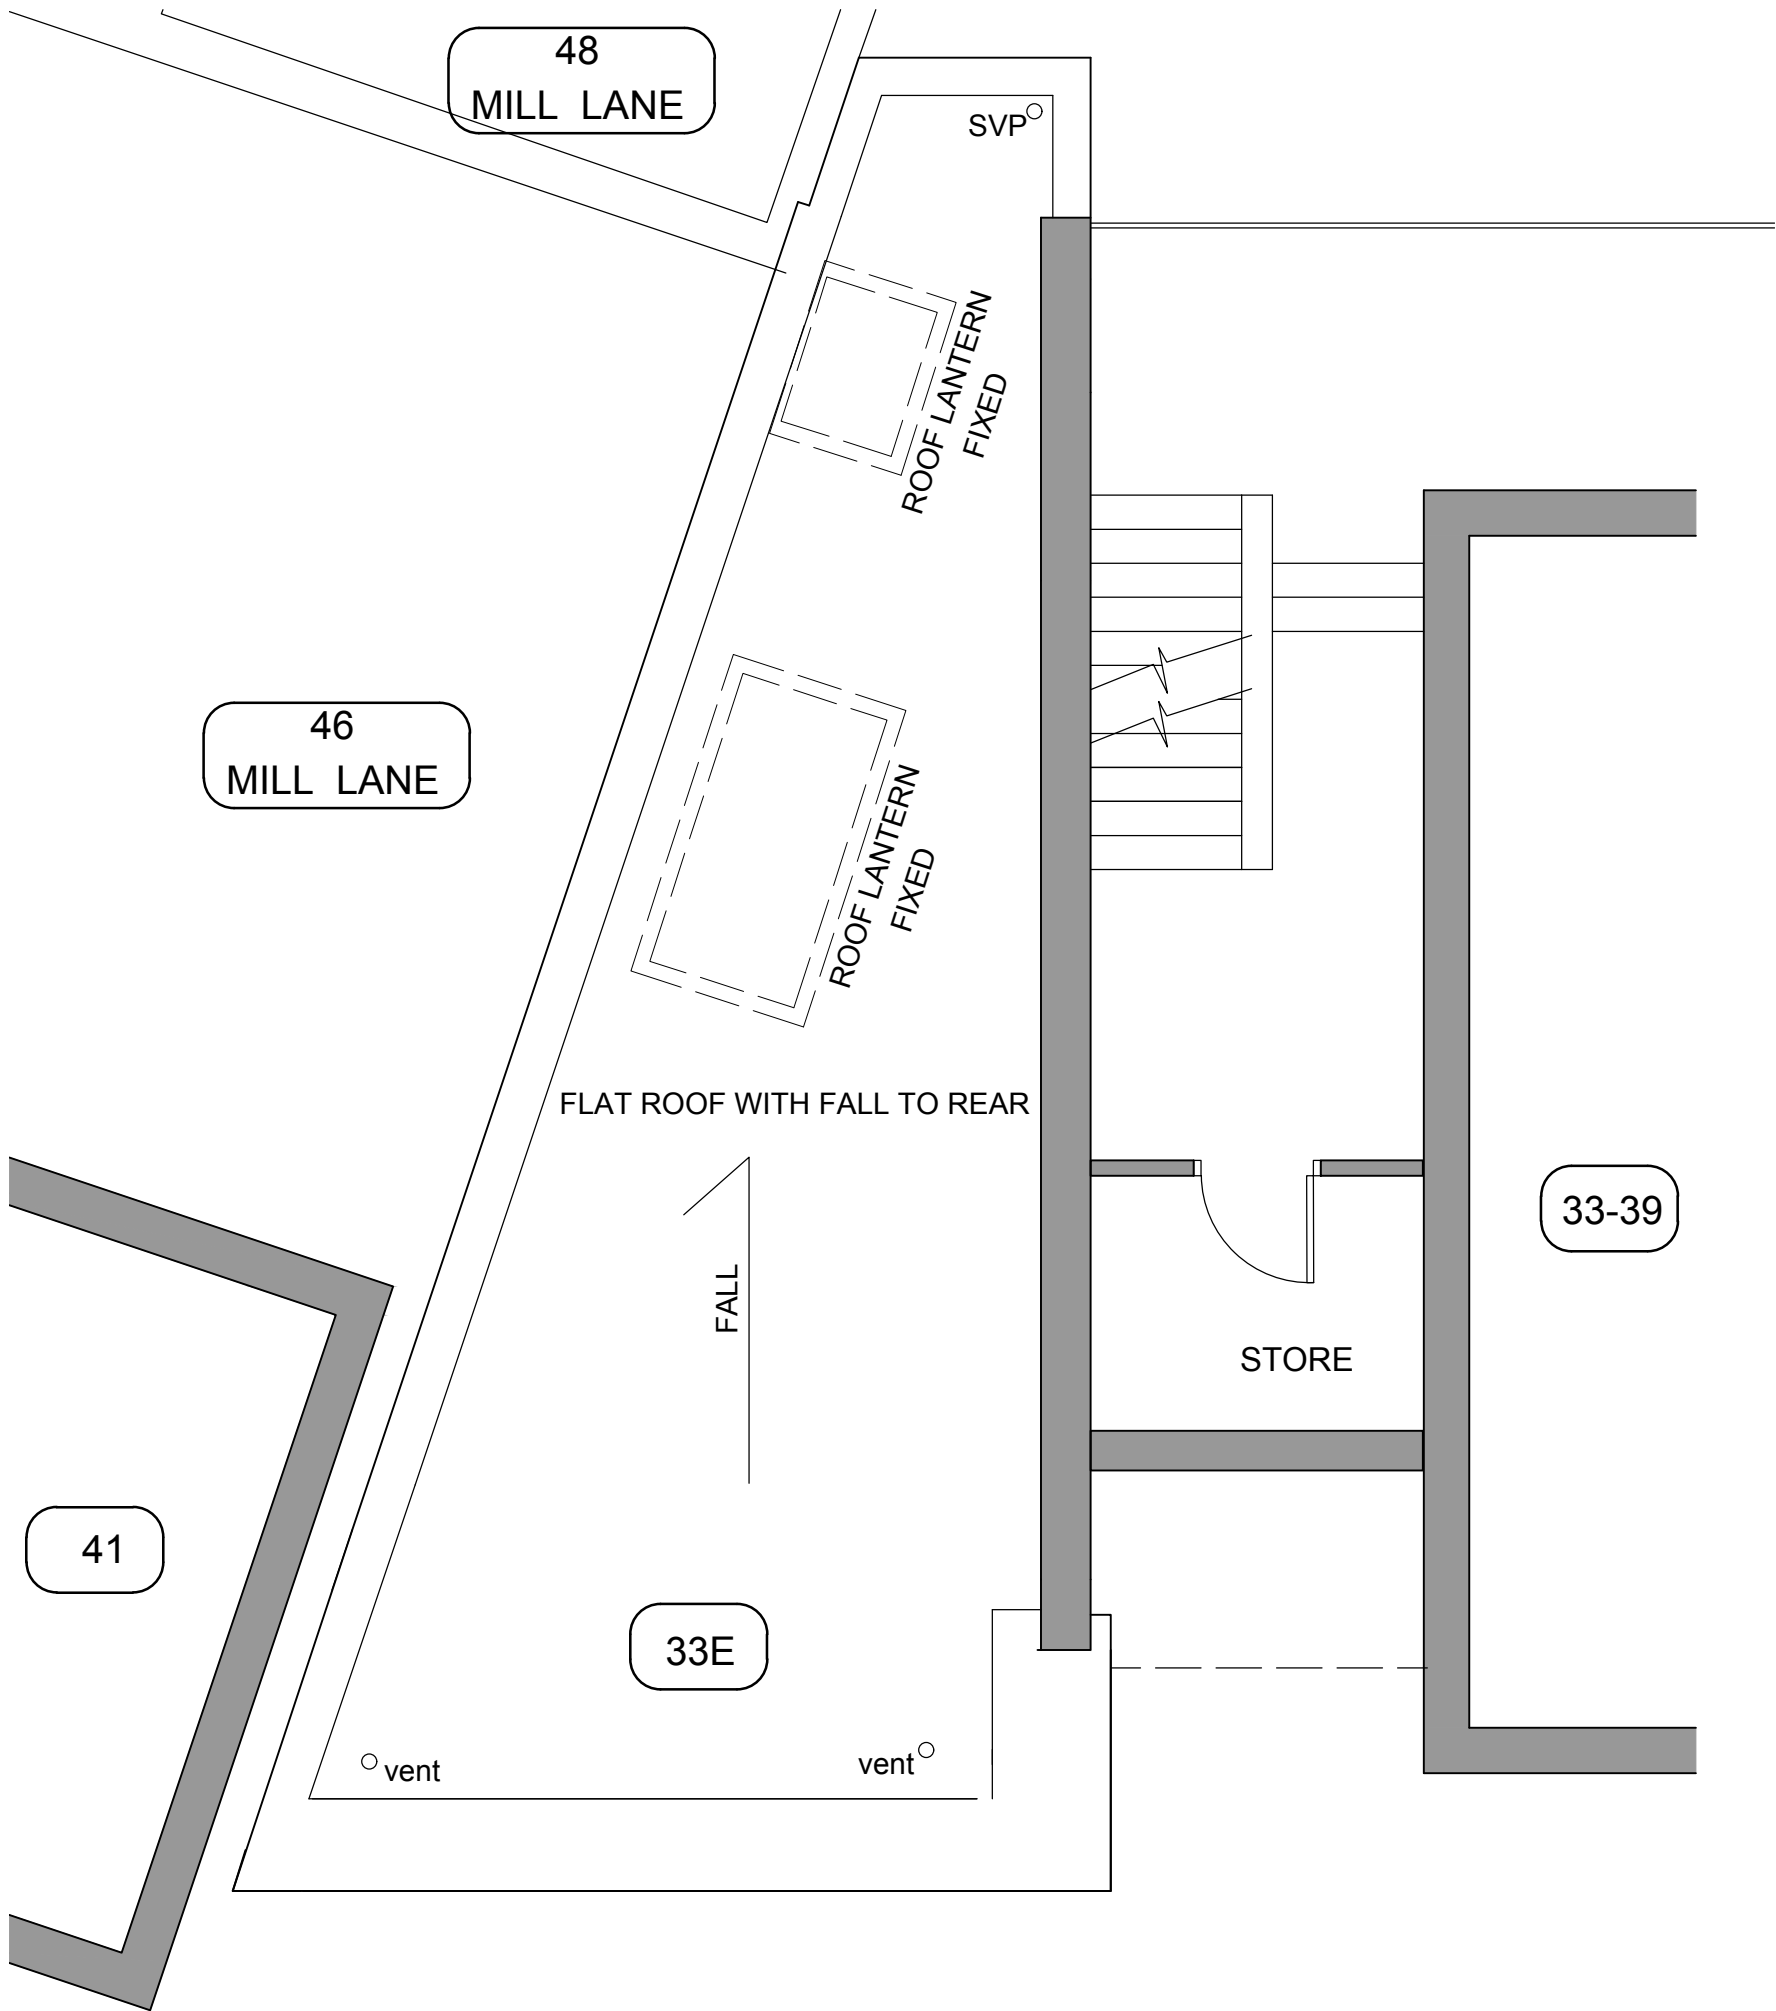 48
MILL LANE
SVP
ROOF LANTERN
FIXED
46
MILL LANE
ROOF LANTERN
FIXED
FLAT ROOF WITH FALL TO REAR
33-39
FALL
STORE
41
33E
vent
vent